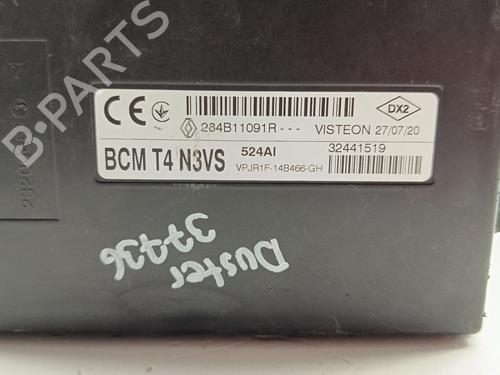 B-PARTS
CE
DX2
284B11091R--- VISTEON 27/07/20
BCM T4 N3VS 524AI 32441519
VPJR1F-14B466-GH
Duster
37736